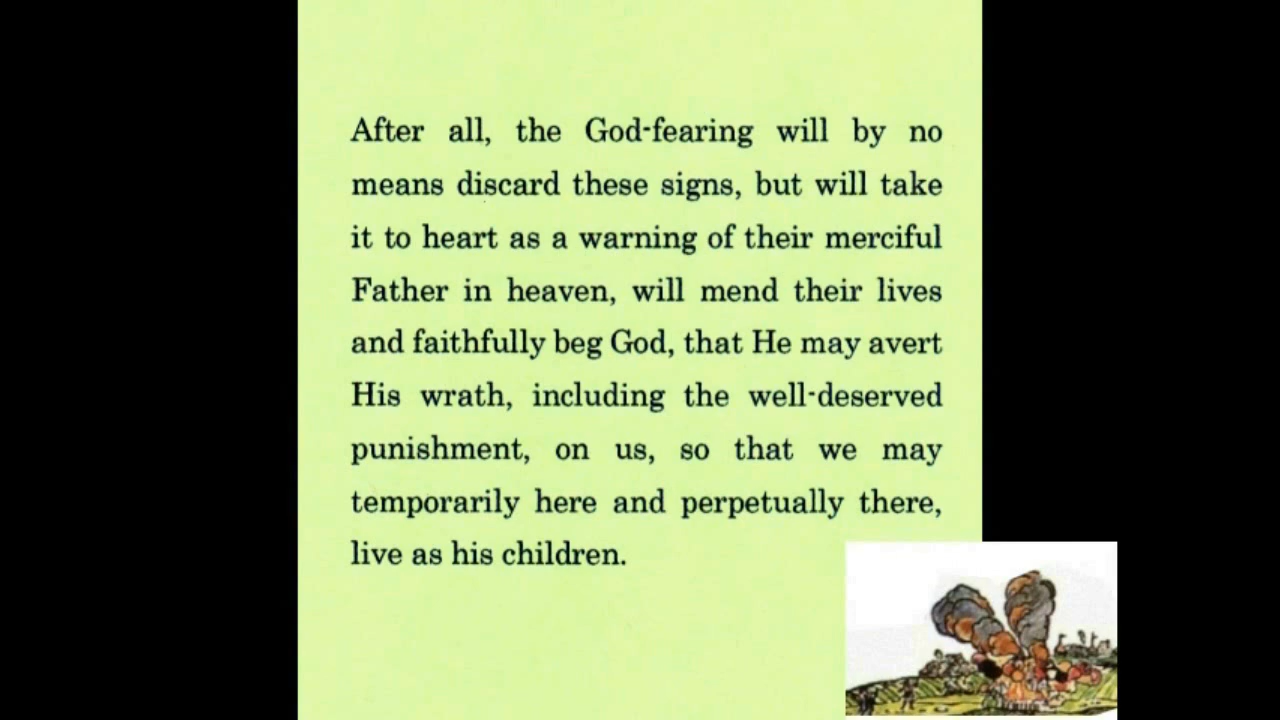 After all, the God-fearing will by no
means discard these signs, but will take
it to heart as a warning of their merciful
Father in heaven, will mend their lives
and faithfully beg God, that He may avert
His wrath, including the well-deserved
punishment, on us, so that we may
temporarily here and perpetually there,
live as his children.